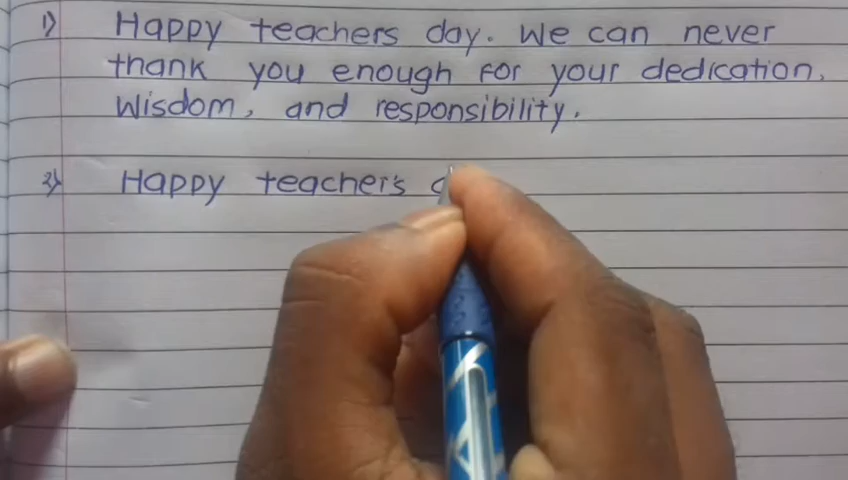 1) Happy teachers day. We can never
thank you enough for your dedication,
wisdom, and responsibility.
2) Happy teacher's d